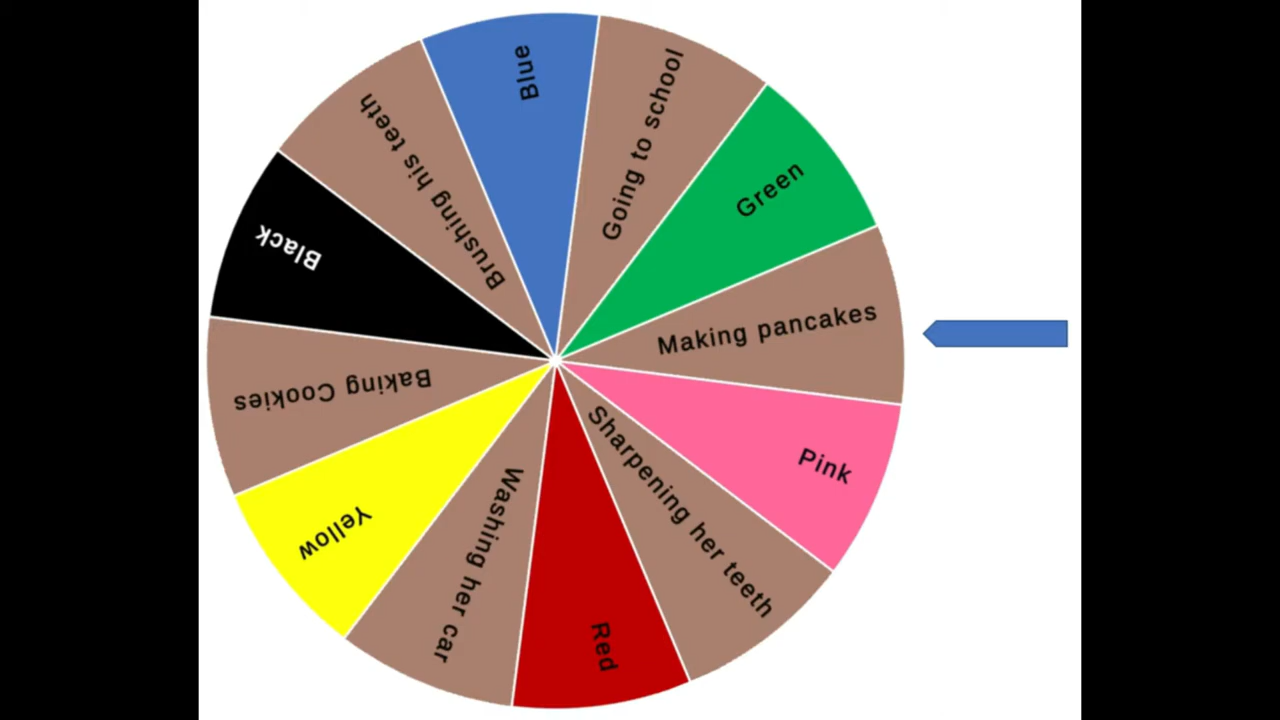 Blue
Going to school
Green
Making pancakes
Pink
Sharpening her teeth
Red
Washing her car
Yellow
Baking Cookies
Black
Brushing his teeth